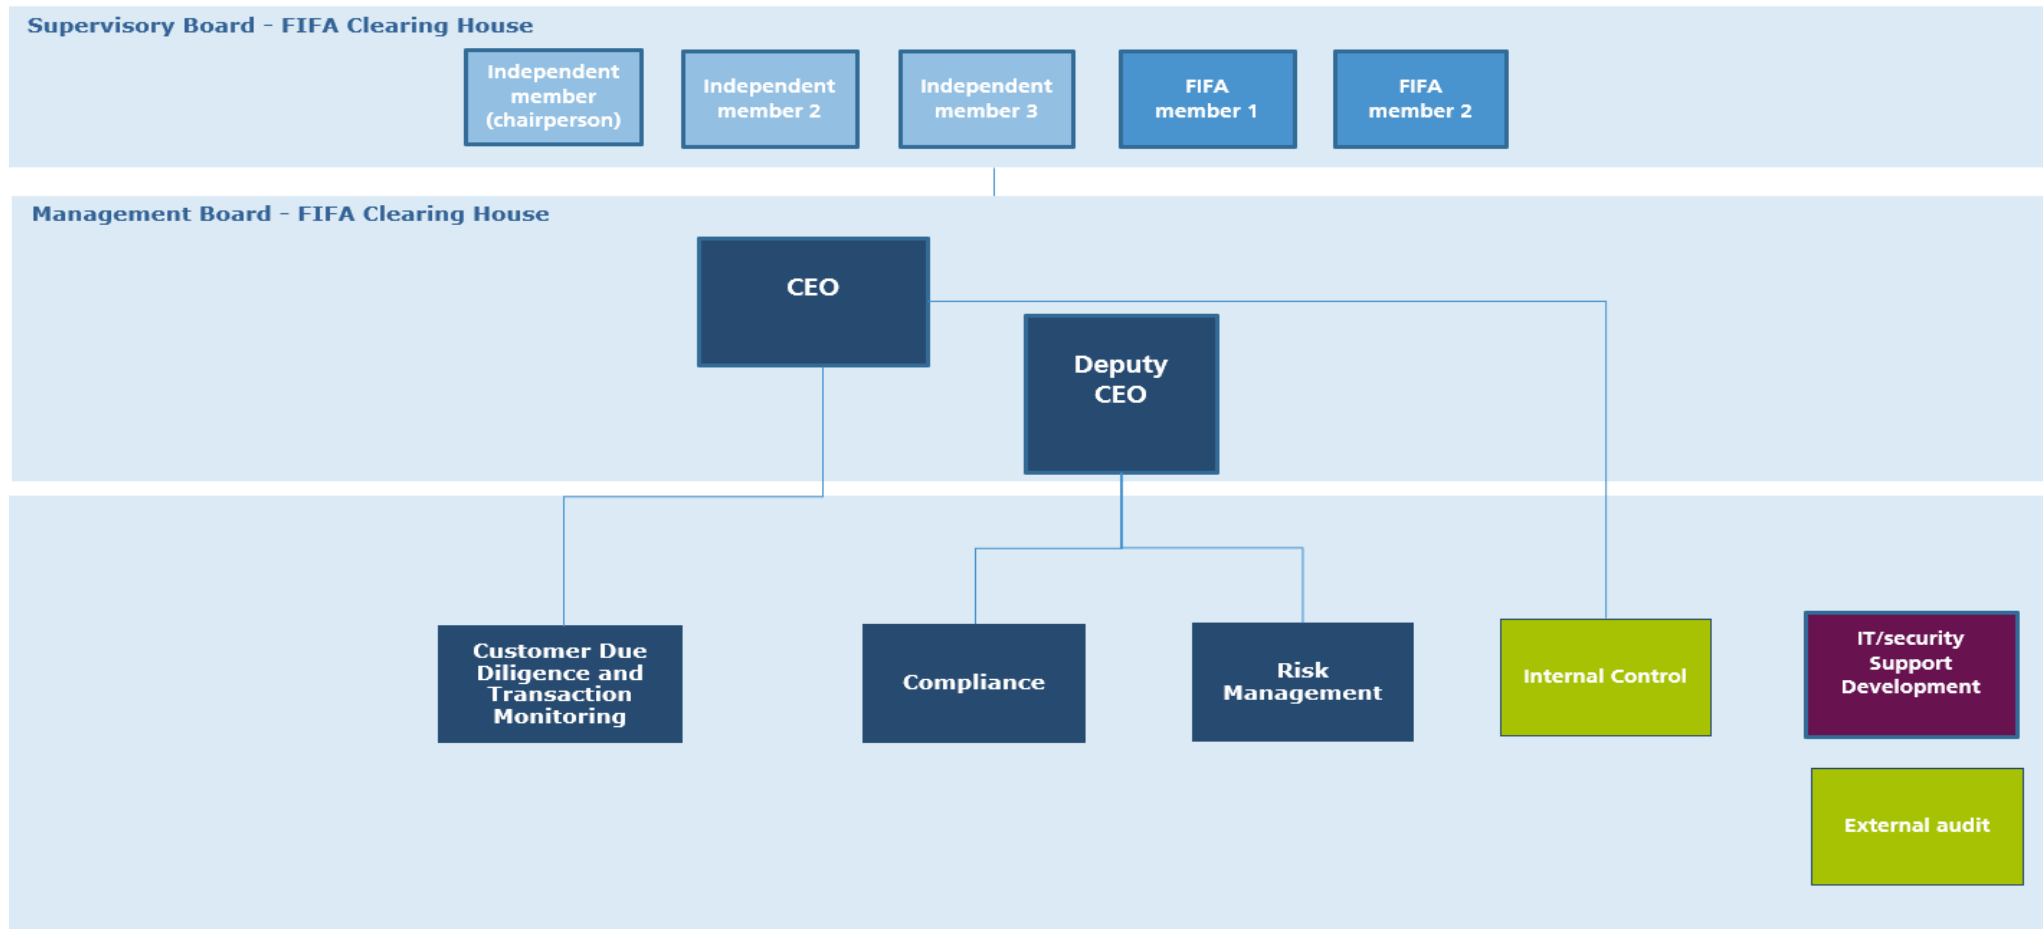 Supervisory Board - FIFA Clearing House
Independent
member
(chairperson)
Independent
member 2
Independent
member 3
FIFA
member 1
FIFA
member 2
Management Board - FIFA Clearing House
CEO
Deputy
CEO
Customer Due
Diligence and
Transaction
Monitoring
Compliance
Risk
Management
Internal Control
IT/security
Support
Development
External audit